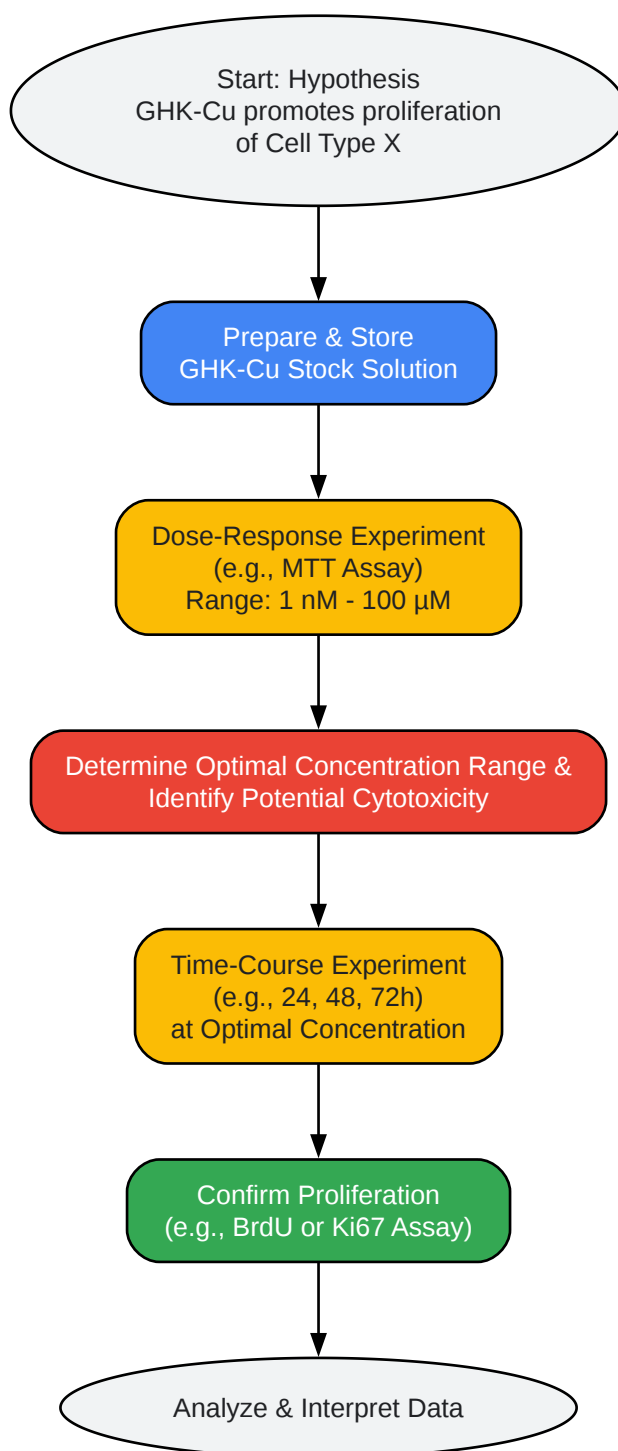 Start: Hypothesis
GHK-Cu promotes proliferation
of Cell Type X
Prepare & Store
GHK-Cu Stock Solution
Dose-Response Experiment
(e.g., MTT Assay)
Range: 1 nM - 100 µM
Determine Optimal Concentration Range &
Identify Potential Cytotoxicity
Time-Course Experiment
(e.g., 24, 48, 72h)
at Optimal Concentration
Confirm Proliferation
(e.g., BrdU or Ki67 Assay)
Analyze & Interpret Data